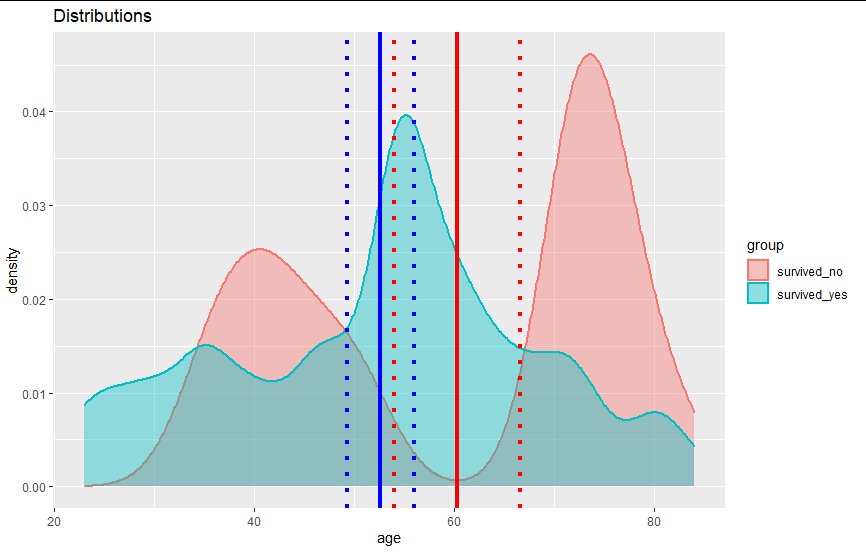 Distributions
0.04
0.03
0.02
0.01
0.00
density
20
40
60
80
age
group
survived_no
survived_yes